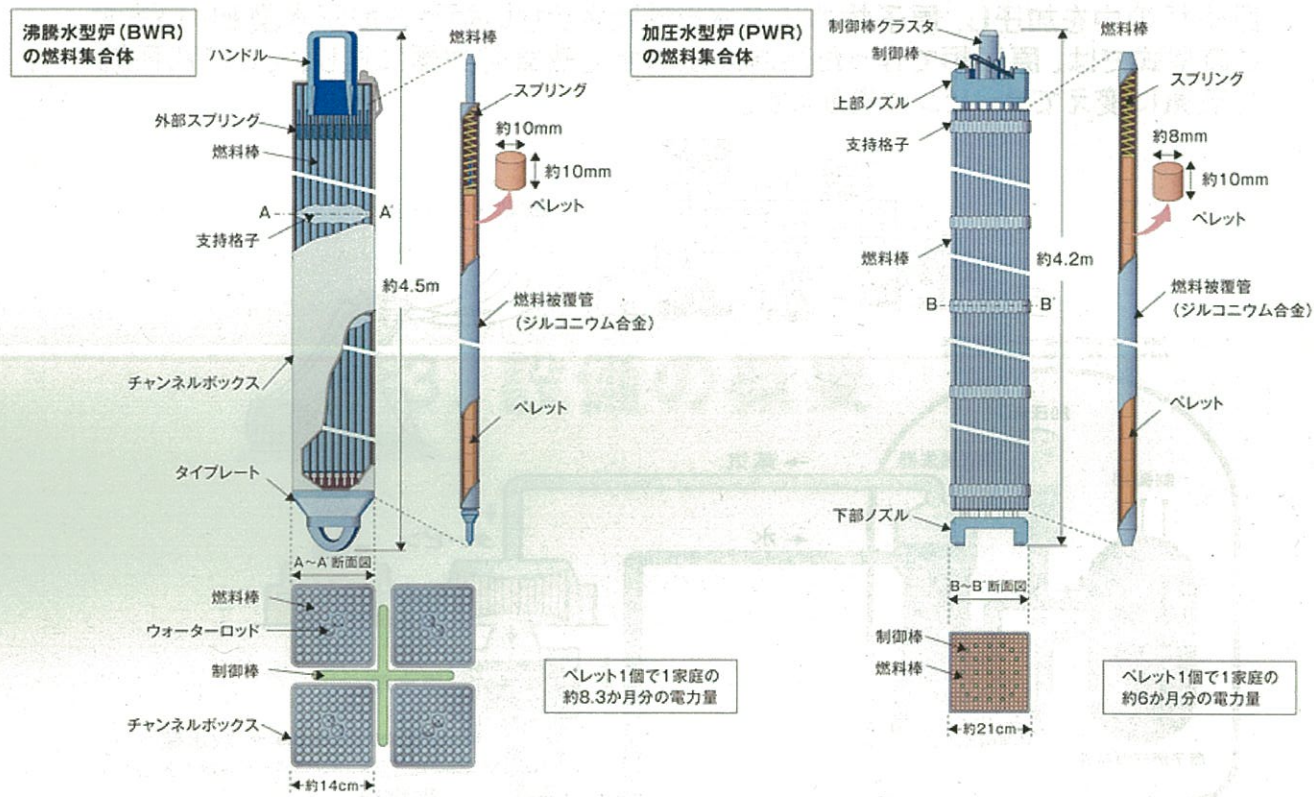 沸騰水型炉(BWR)
の燃料集合体
ハンドル
外部スプリング
燃料棒
A
A'
支持格子
約4.5m
チャンネルボックス
タイプレート
A～A'断面図
燃料棒
ウォーターロッド
制御棒
チャンネルボックス
約14cm
燃料棒
スプリング
約10mm
約10mm
ペレット
燃料被覆管
(ジルコニウム合金)
ペレット
ペレット1個で1家庭の
約8.3か月分の電力量
加圧水型炉(PWR)
の燃料集合体
制御棒クラスタ
制御棒
上部ノズル
支持格子
燃料棒
約4.2m
B
B'
下部ノズル
B～B'断面図
制御棒
燃料棒
約21cm
燃料棒
スプリング
約8mm
約10mm
ペレット
燃料被覆管
(ジルコニウム合金)
ペレット
ペレット1個で1家庭の
約6か月分の電力量